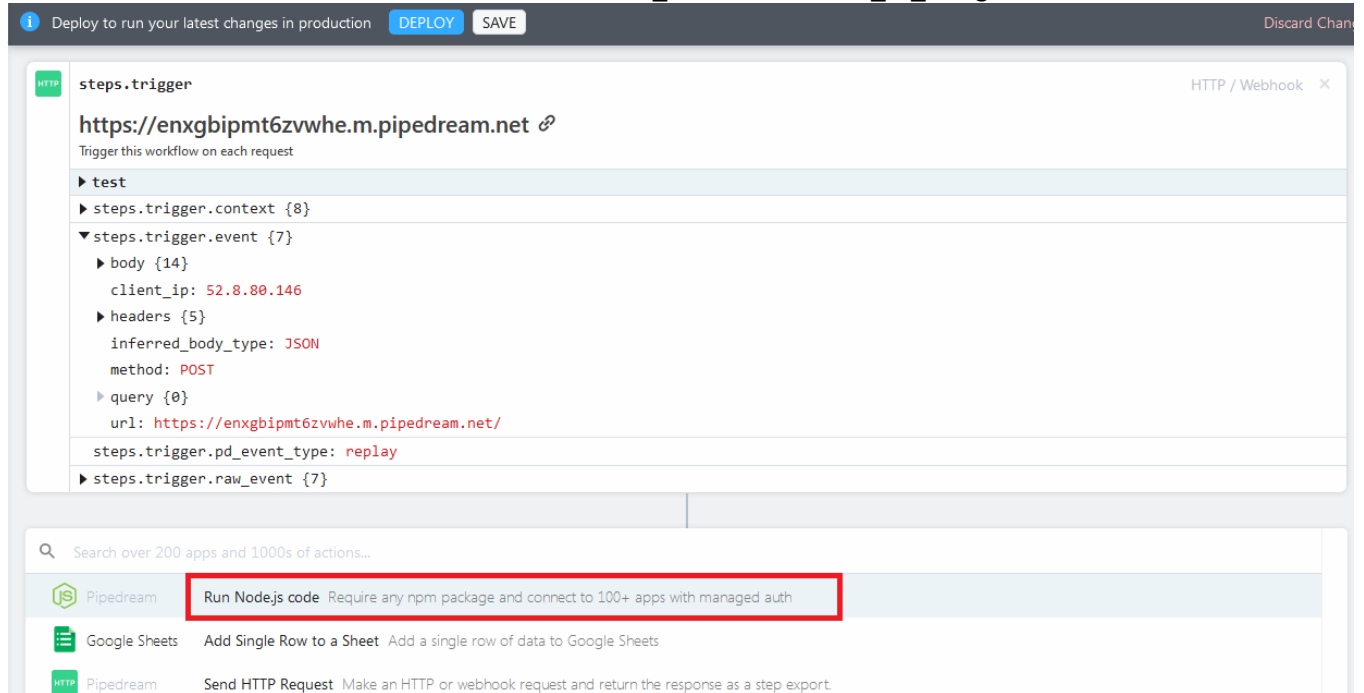 i Deploy to run your latest changes in production DEPLOY SAVE Discard Chan
HTTP steps.trigger HTTP / Webhook ×
https://enxgbipmt6zvwhe.m.pipedream.net
Trigger this workflow on each request
test
steps.trigger.context {8}
steps.trigger.event {7}
body {14}
client_ip: 52.8.80.146
headers {5}
inferred_body_type: JSON
method: POST
query {0}
url: https://enxgbipmt6zvwhe.m.pipedream.net/
steps.trigger.pd_event_type: replay
steps.trigger.raw_event {7}
Search over 200 apps and 1000s of actions...
JS Pipedream Run Node.js code Require any npm package and connect to 100+ apps with managed auth
Google Sheets Add Single Row to a Sheet Add a single row of data to Google Sheets
HTTP Pipedream Send HTTP Request Make an HTTP or webhook request and return the response as a step export.